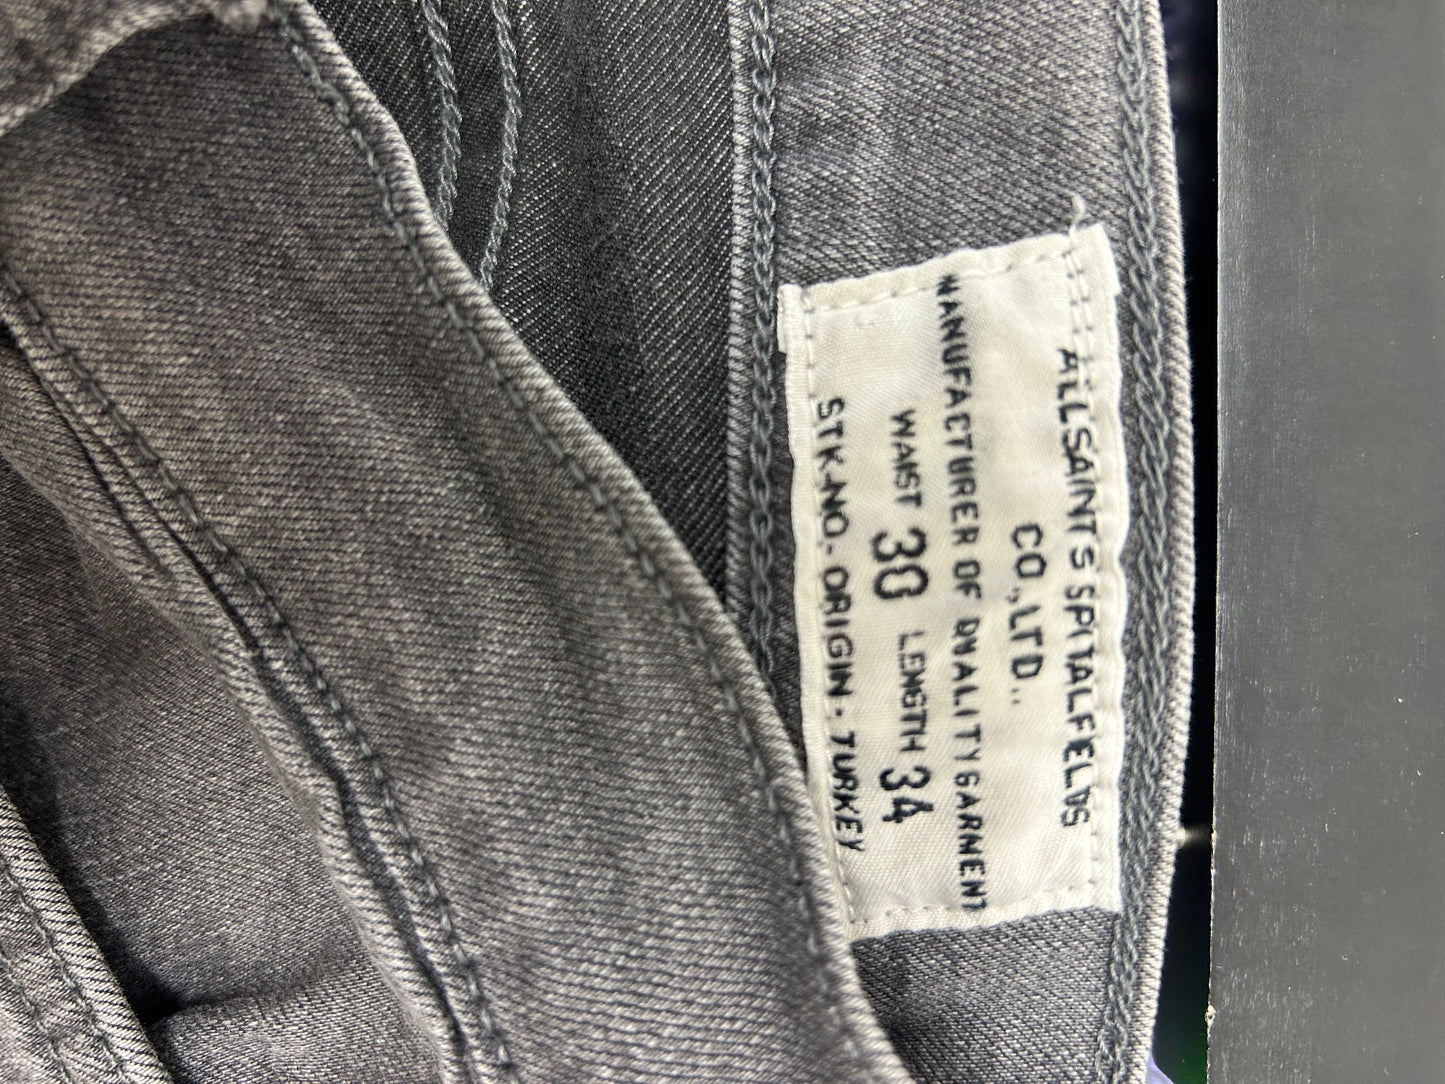 ALLSAINTS SPITALFIELDS
CO.,LTD.,
MANUFACTURER OF QUALITY GARMENT
WAIST 30 LENGTH 34
STK-NO. ORIGIN - TURKEY